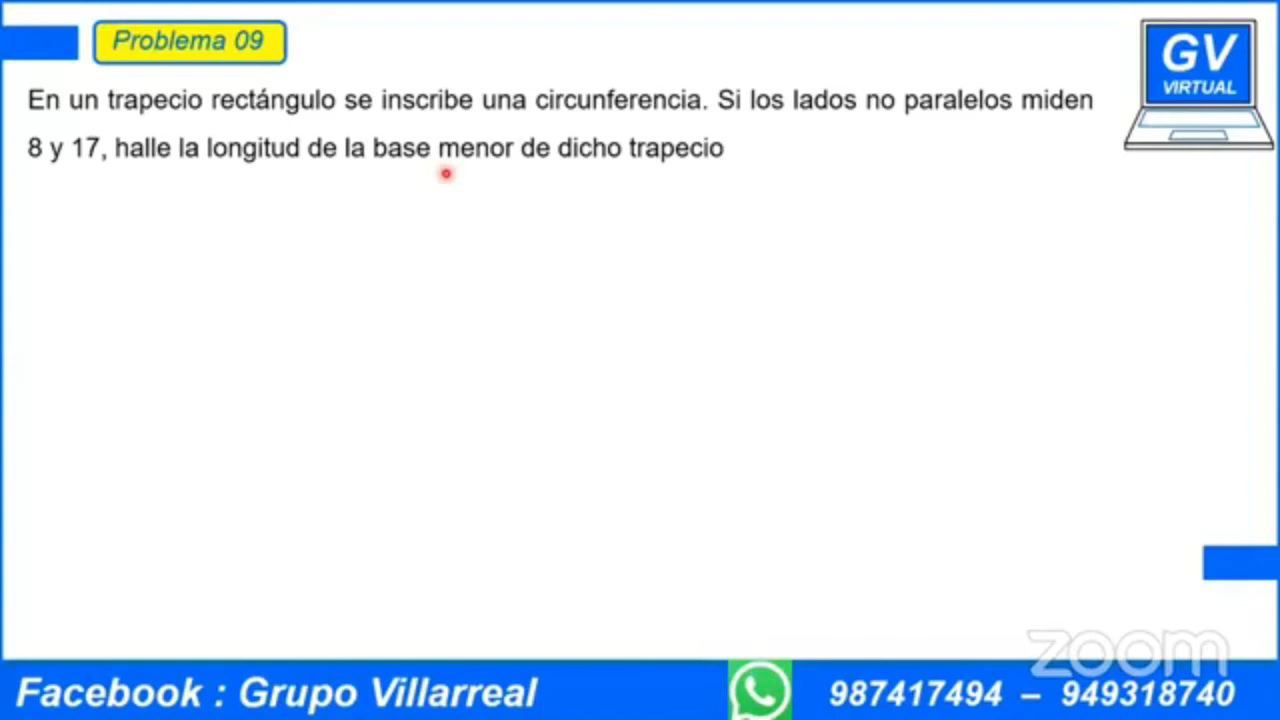 Problema 09
GV
VIRTUAL
En un trapecio rectángulo se inscribe una circunferencia. Si los lados no paralelos miden
8 y 17, halle la longitud de la base menor de dicho trapecio
zoom
Facebook : Grupo Villarreal
987417494 – 949318740